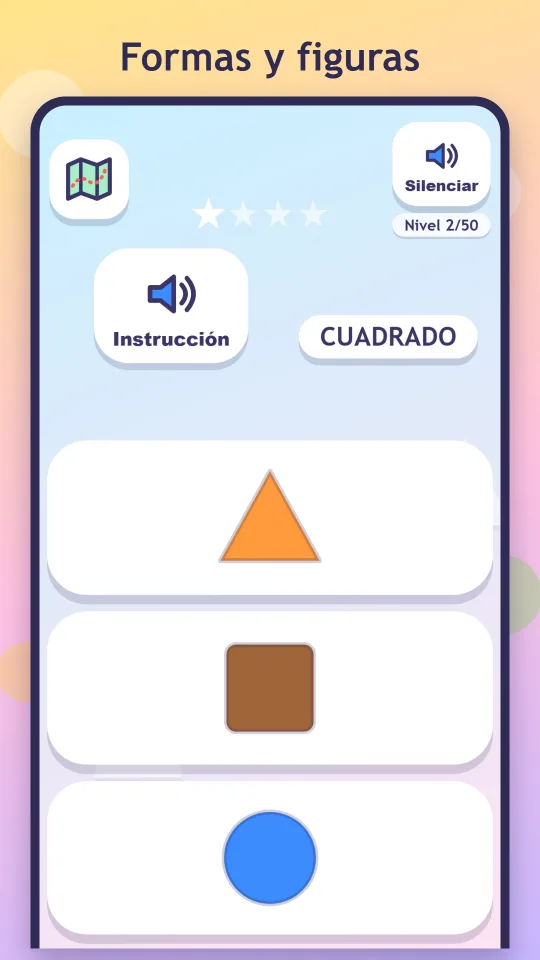 Formas y figuras
Silenciar
Nivel 2/50
Instrucción
CUADRADO